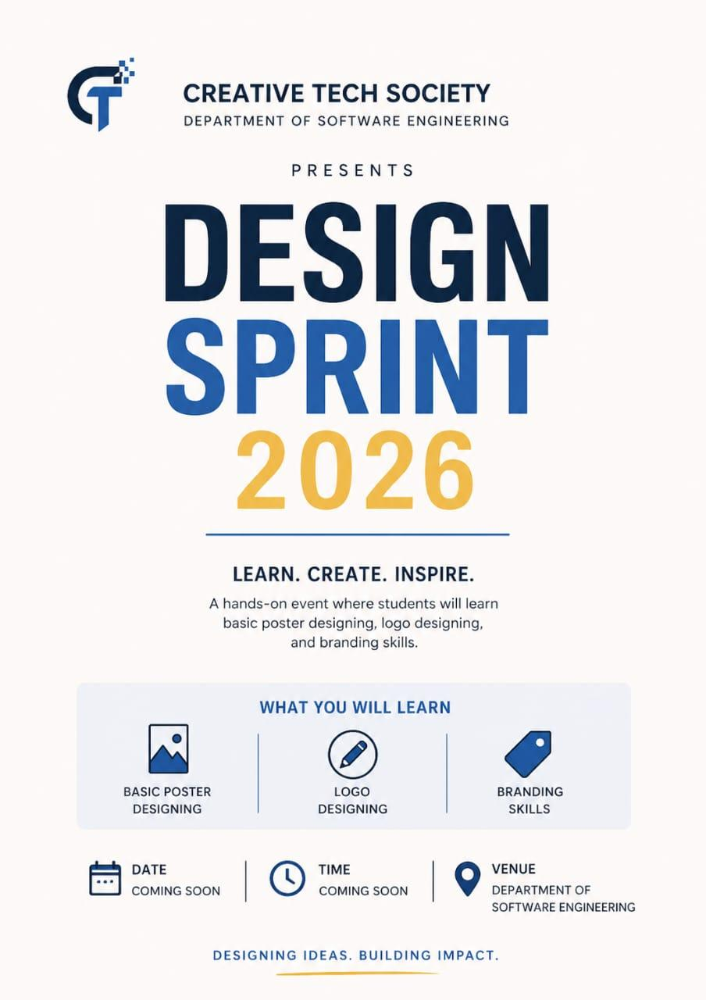 CREATIVE TECH SOCIETY
DEPARTMENT OF SOFTWARE ENGINEERING
PRESENTS
DESIGN
SPRINT
2026
LEARN. CREATE. INSPIRE.
A hands-on event where students will learn
basic poster designing, logo designing,
and branding skills.
WHAT YOU WILL LEARN
BASIC POSTER
DESIGNING
LOGO
DESIGNING
BRANDING
SKILLS
DATE
COMING SOON
TIME
COMING SOON
VENUE
DEPARTMENT OF
SOFTWARE ENGINEERING
DESIGNING IDEAS. BUILDING IMPACT.